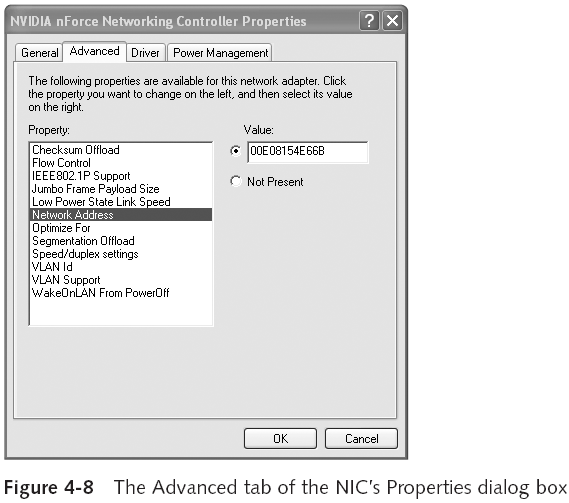 NVIDIA nForce Networking Controller Properties
General Advanced Driver Power Management
The following properties are available for this network adapter. Click
the property you want to change on the left, and then select its value
on the right.
Property:
Checksum Offload
Flow Control
IEEE802.1P Support
Jumbo Frame Payload Size
Low Power State Link Speed
Network Address
Optimize For
Segmentation Offload
Speed/duplex settings
VLAN Id
VLAN Support
WakeOnLAN From PowerOff
Value:
00E08154E66B
Not Present
OK Cancel
Figure 4-8 The Advanced tab of the NIC's Properties dialog box